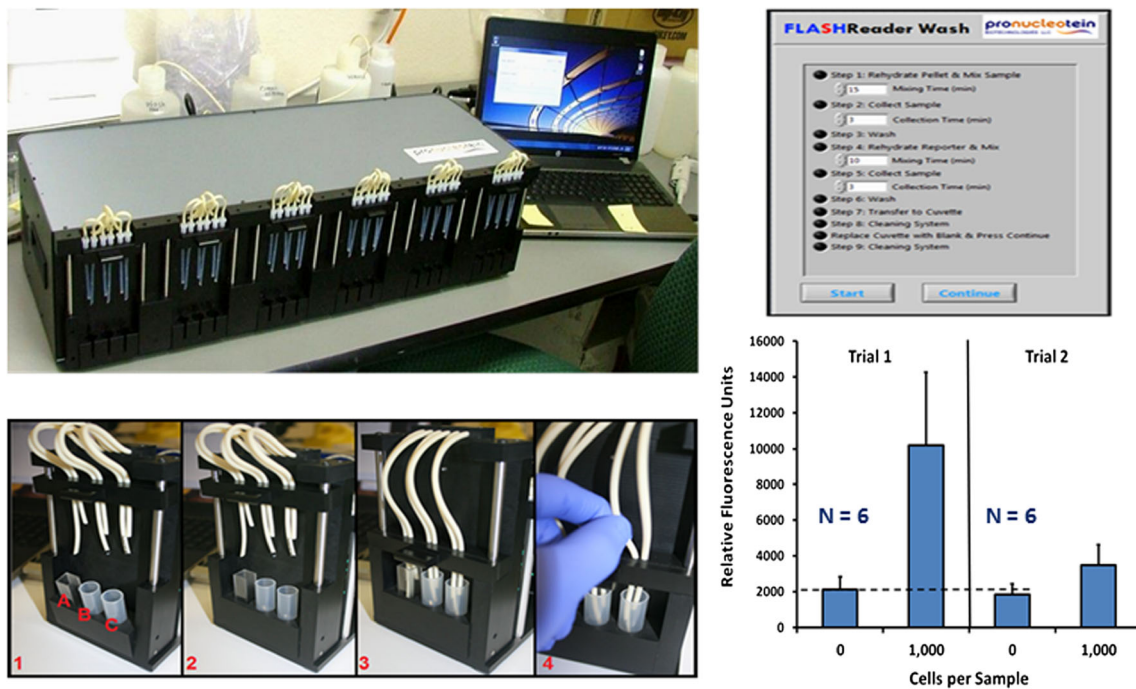 pronucleotein
FLASHReader Wash
pronucleotein
BIOTECHNOLOGIES LLC
Step 1: Rehydrate Pellet & Mix Sample
15 Mixing Time (min)
Step 2: Collect Sample
3 Collection Time (min)
Step 3: Wash
Step 4: Rehydrate Reporter & Mix
10 Mixing Time (min)
Step 5: Collect Sample
3 Collection Time (min)
Step 6: Wash
Step 7: Transfer to Cuvette
Step 8: Cleaning System
Replace Cuvette with Blank & Press Continue
Step 9: Cleaning System
Start Continue
A
B
C
1
2
3
4
Relative Fluorescence Units
16000
14000
12000
10000
8000
6000
4000
2000
0
Trial 1 Trial 2
N = 6 N = 6
0 1,000 0 1,000
Cells per Sample